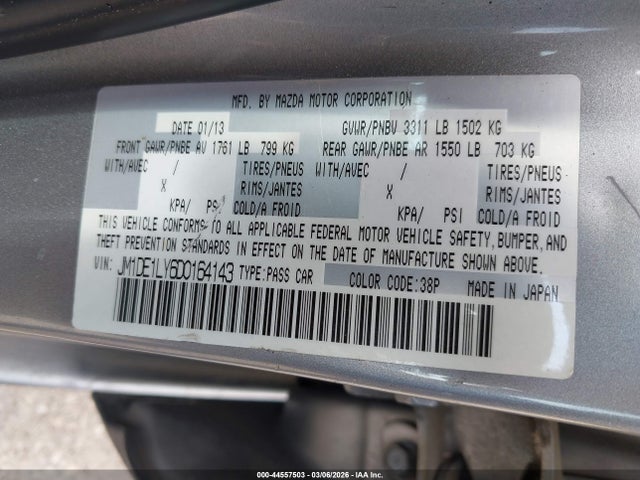 MFD. BY MAZDA MOTOR CORPORATION
DATE 01/13 GVWR/PNBV 3311 LB 1502 KG
FRONT GAWR/PNBE AV 1761 LB 799 KG REAR GAWR/PNBE AR 1550 LB 703 KG
WITH/AVEC / TIRES/PNEUS WITH/AVEC / TIRES/PNEUS
X RIMS/JANTES X RIMS/JANTES
KPA/ PSI COLD/A FROID KPA/ PSI COLD/A FROID
THIS VEHICLE CONFORMS TO ALL APPLICABLE FEDERAL MOTOR VEHICLE SAFETY, BUMPER, AND
THEFT PREVENTION STANDARDS IN EFFECT ON THE DATE OF MANUFACTURE SHOWN ABOVE.
VIN: JM1DE1LY6D0164143 TYPE:PASS CAR COLOR CODE:38P MADE IN JAPAN
000-44557503 - 03/06/2026 - IAA Inc.